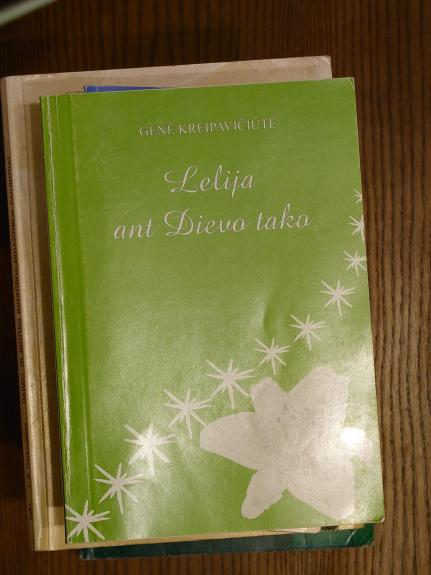 GENĖ KREIPAVIČIŪTĖ
Lelija
ant Dievo tako